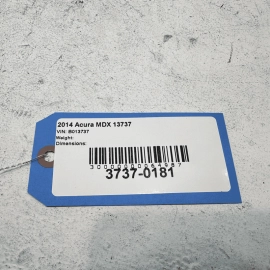 2014 Acura MDX 13737
VIN: B013737
Weight:
Dimensions:
3737-0181